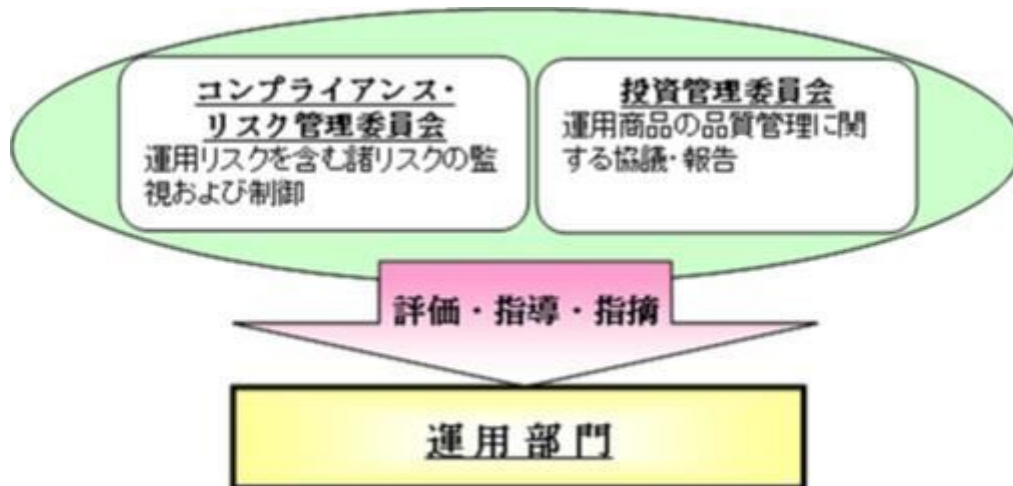 コンプライアンス・
リスク管理委員会
運用リスクを含む諸リスクの監
視および制御
投資管理委員会
運用商品の品質管理に関
する協議・報告
評価・指導・指摘
運用部門